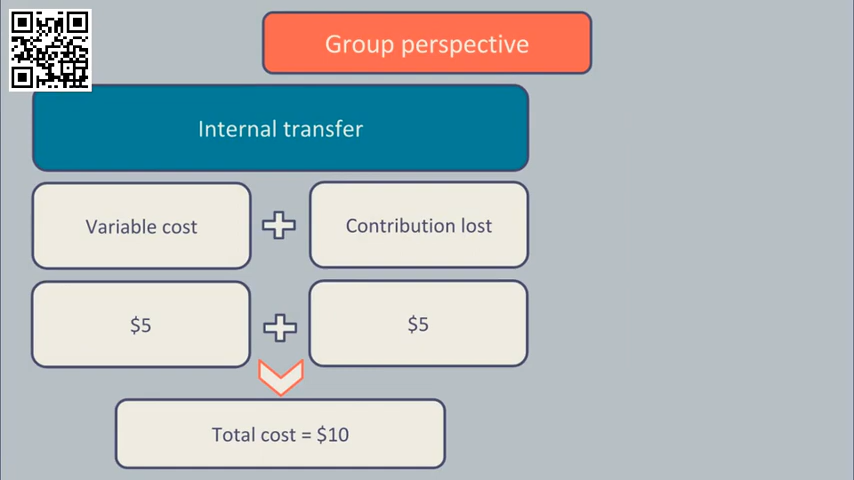 Group perspective
Internal transfer
Variable cost
Contribution lost
$5
$5
Total cost = $10